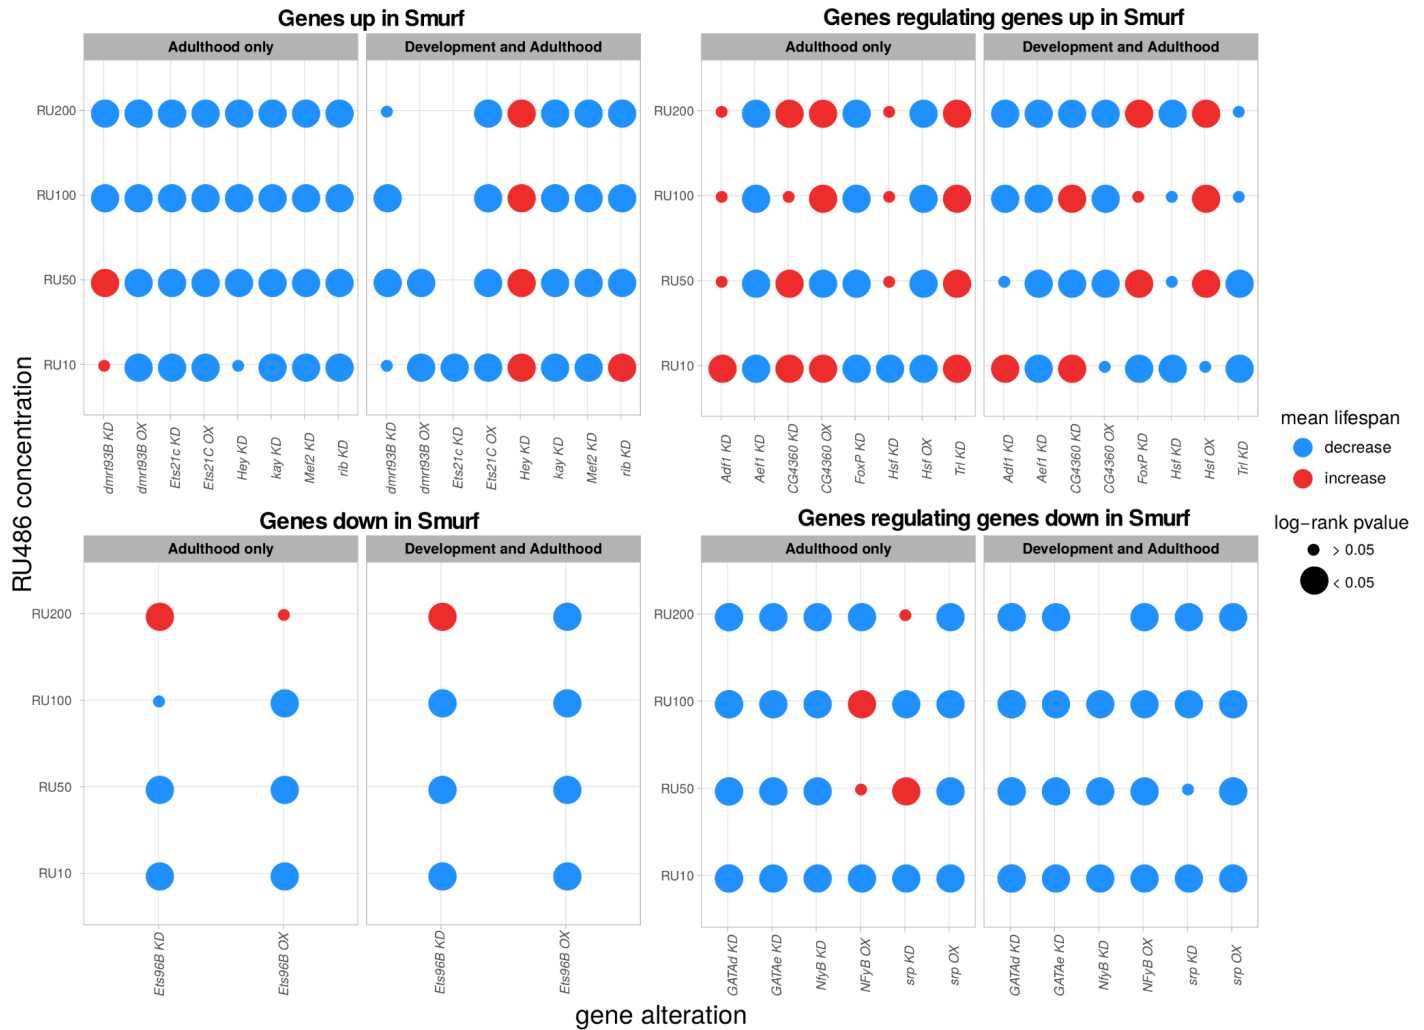 Genes up in Smurf
Adulthood only
Development and Adulthood
RU200
RU100
RU50
RU10
dmrt93B KD
dmrt93B OX
Ets21c KD
Ets21C OX
Hey KD
kay KD
Mef2 KD
rib KD
dmrt93B KD
dmrt93B OX
Ets21c KD
Ets21C OX
Hey KD
kay KD
Mef2 KD
rib KD
Genes regulating genes up in Smurf
Adulthood only
Development and Adulthood
RU200
RU100
RU50
RU10
Adf1 KD
Aef1 KD
CG4360 KD
CG4360 OX
FoxP KD
Hsf KD
Hsf OX
Trl KD
Adf1 KD
Aef1 KD
CG4360 KD
CG4360 OX
FoxP KD
Hsf KD
Hsf OX
Trl KD
RU486 concentration
Genes down in Smurf
Adulthood only
Development and Adulthood
RU200
RU100
RU50
RU10
Ets96B KD
Ets96B OX
Ets96B KD
Ets96B OX
Genes regulating genes down in Smurf
Adulthood only
Development and Adulthood
RU200
RU100
RU50
RU10
GATAd KD
GATAe KD
NfyB KD
NFyB OX
srp KD
srp OX
GATAd KD
GATAe KD
NfyB KD
NFyB OX
srp KD
srp OX
gene alteration
mean lifespan
decrease
increase
log−rank pvalue
> 0.05
< 0.05